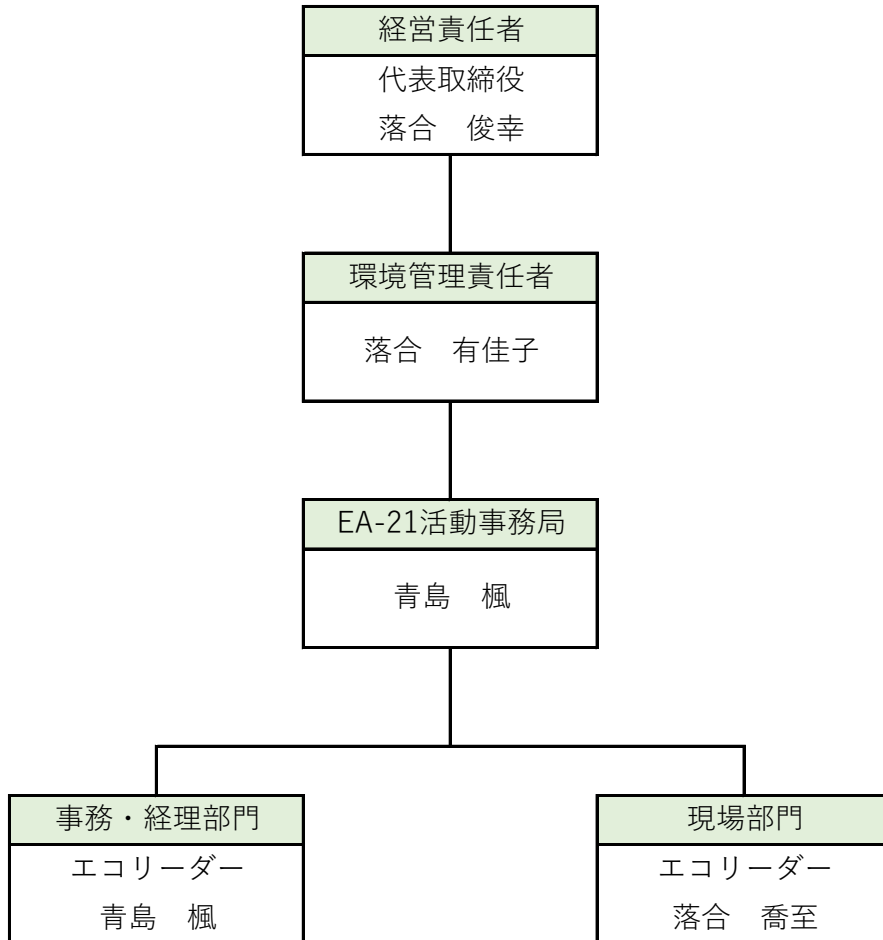 経営責任者
代表取締役
落合　俊幸
環境管理責任者
落合　有佳子
EA-21活動事務局
青島　楓
事務・経理部門
エコリーダー
青島　楓
現場部門
エコリーダー
落合　喬至